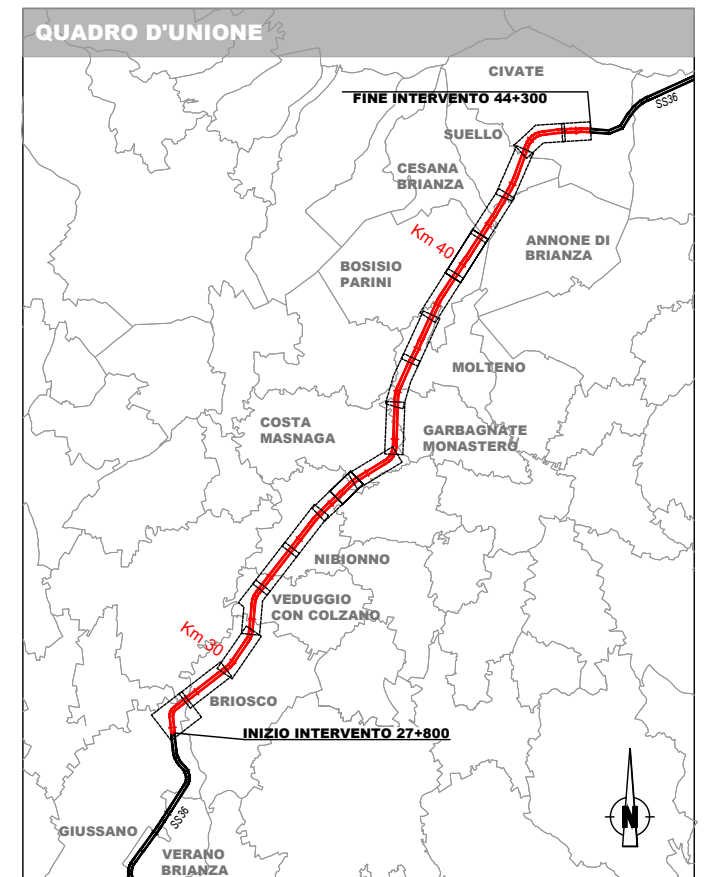 QUADRO D'UNIONE
CIVATE
FINE INTERVENTO 44+300
SS36
SUELLO
CESANA
BRIANZA
Km 40
ANNONE DI
BRIANZA
BOSISIO
PARINI
MOLTENO
COSTA
MASNAGA
GARBAGNATE
MONASTERO
NIBIONNO
VEDUGGIO
CON COLZANO
Km 30
BRIOSCO
INIZIO INTERVENTO 27+800
N
SS36
GIUSSANO
VERANO
BRIANZA